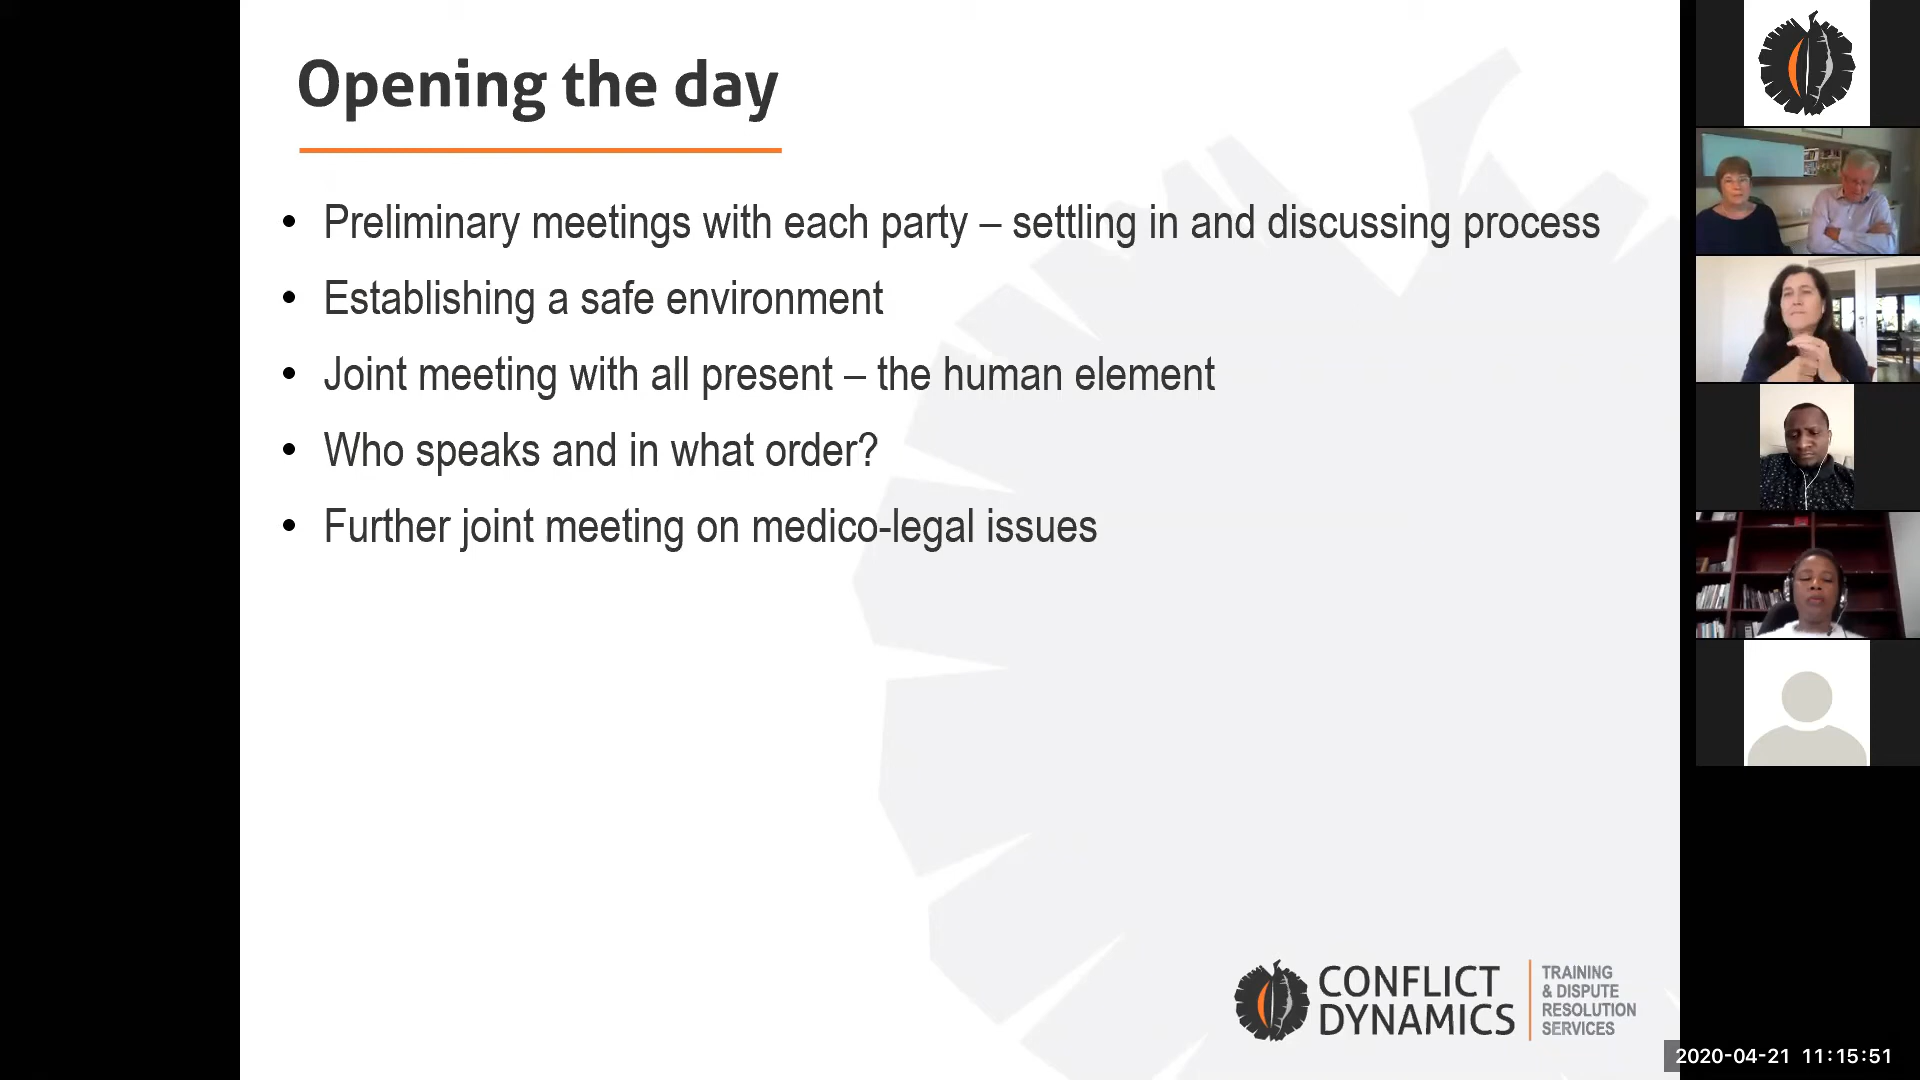 Opening the day
• Preliminary meetings with each party – settling in and discussing process
• Establishing a safe environment
• Joint meeting with all present – the human element
• Who speaks and in what order?
• Further joint meeting on medico-legal issues
CONFLICT
DYNAMICS
TRAINING
& DISPUTE
RESOLUTION
SERVICES
2020-04-21 11:15:51